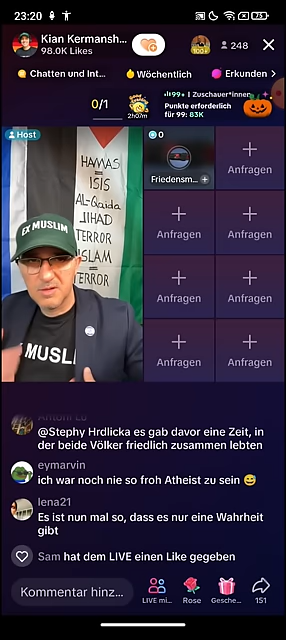 23:20
75
Kian Kermansh...
98.0K Likes
100+
248
Chatten und Int...
Wöchentlich
Erkunden >
0/1
2h07m
99+ | Zuschauer*innen
Punkte erforderlich
für 99: 83K
Host
EX MUSLIM
HAMAS
=
ISIS
AL-Qaida
JIHAD
TERROR
ISLAM
=
TERROR
MUSLI
0
Friedensm...
Anfragen
Anfragen
Anfragen
Anfragen
Anfragen
Anfragen
Anfragen
@Stephy Hrdlicka es gab davor eine Zeit, in
der beide Völker friedlich zusammen lebten
eymarvin
ich war noch nie so froh Atheist zu sein 😅
lena21
Es ist nun mal so, dass es nur eine Wahrheit
gibt
Sam hat dem LIVE einen Like gegeben
Kommentar hinz...
LIVE mi...
Rose
Gesche...
151